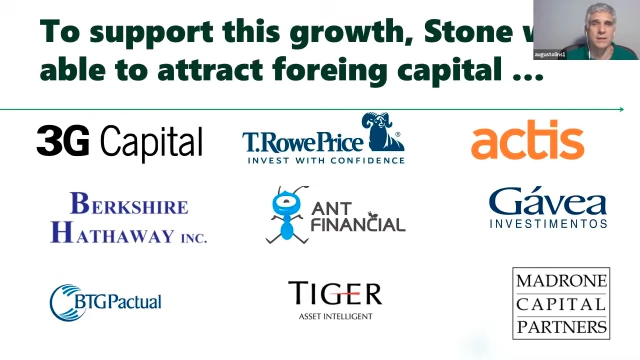 To support this growth, Stone w
able to attract foreing capital ...
augustolins1
3G Capital
T.RowePrice®
INVEST WITH CONFIDENCE
actis
BERKSHIRE
HATHAWAY INC.
ANT
FINANCIAL
Gávea
INVESTIMENTOS
BTGPactual
TIGER
ASSET INTELLIGENT
MADRONE
CAPITAL
PARTNERS